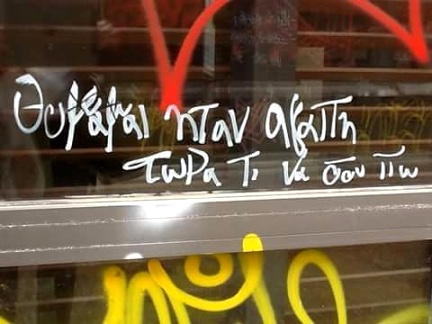 Θυμάμαι ηταν αγαπη
τωρα τι να σου πω